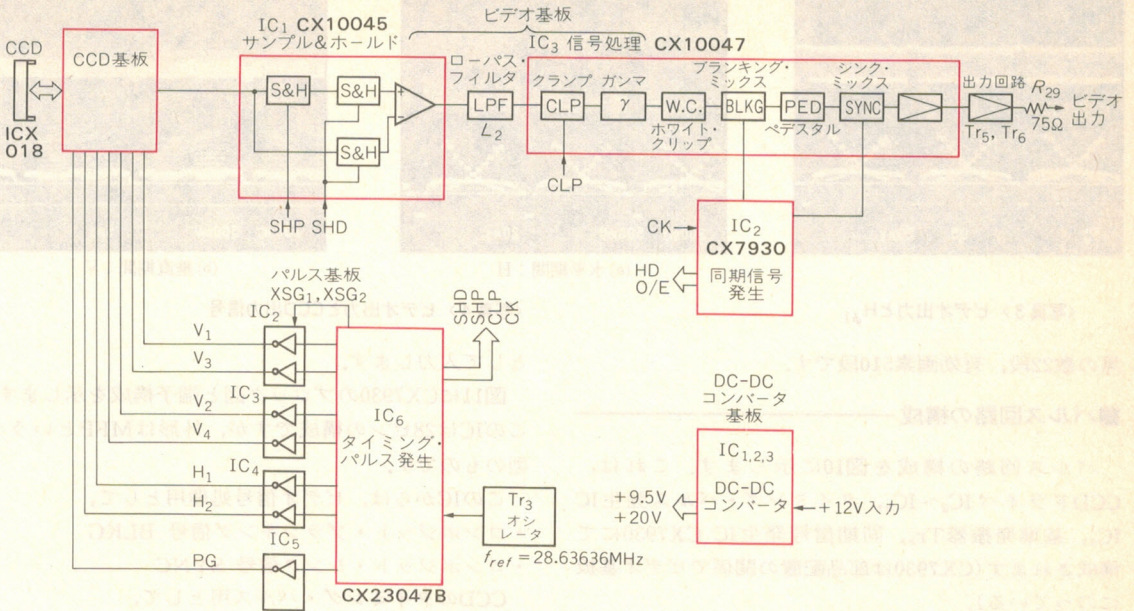 ビデオ基板
IC1 CX10045
サンプル&ホールド
IC3 信号処理 CX10047
CCD
ICX
018
CCD基板
S&H
S&H
S&H
+
−
SHP SHD
ローパス・
フィルタ
LPF
L2
クランプ
CLP
CLP
ガンマ
γ
W.C.
ホワイト・
クリップ
ブランキング・
ミックス
BLKG
PED
ペデスタル
シンク・
ミックス
SYNC
出力回路
Tr5, Tr6
R29
75Ω
ビデオ
出力
CK
IC2
CX7930
同期信号
発生
HD
O/E
パルス基板
XSG1, XSG2
IC2
V1
V3
IC3
V2
V4
IC4
H1
H2
IC5
PG
IC6
タイミング・
パルス発生
CX23047B
SHD
SHP
CLP
CK
Tr3
オシ
レータ
fref=28.63636MHz
DC-DC
コンバータ
基板
IC1,2,3
DC-DC
コンバータ
+9.5V
+20V
+12V入力